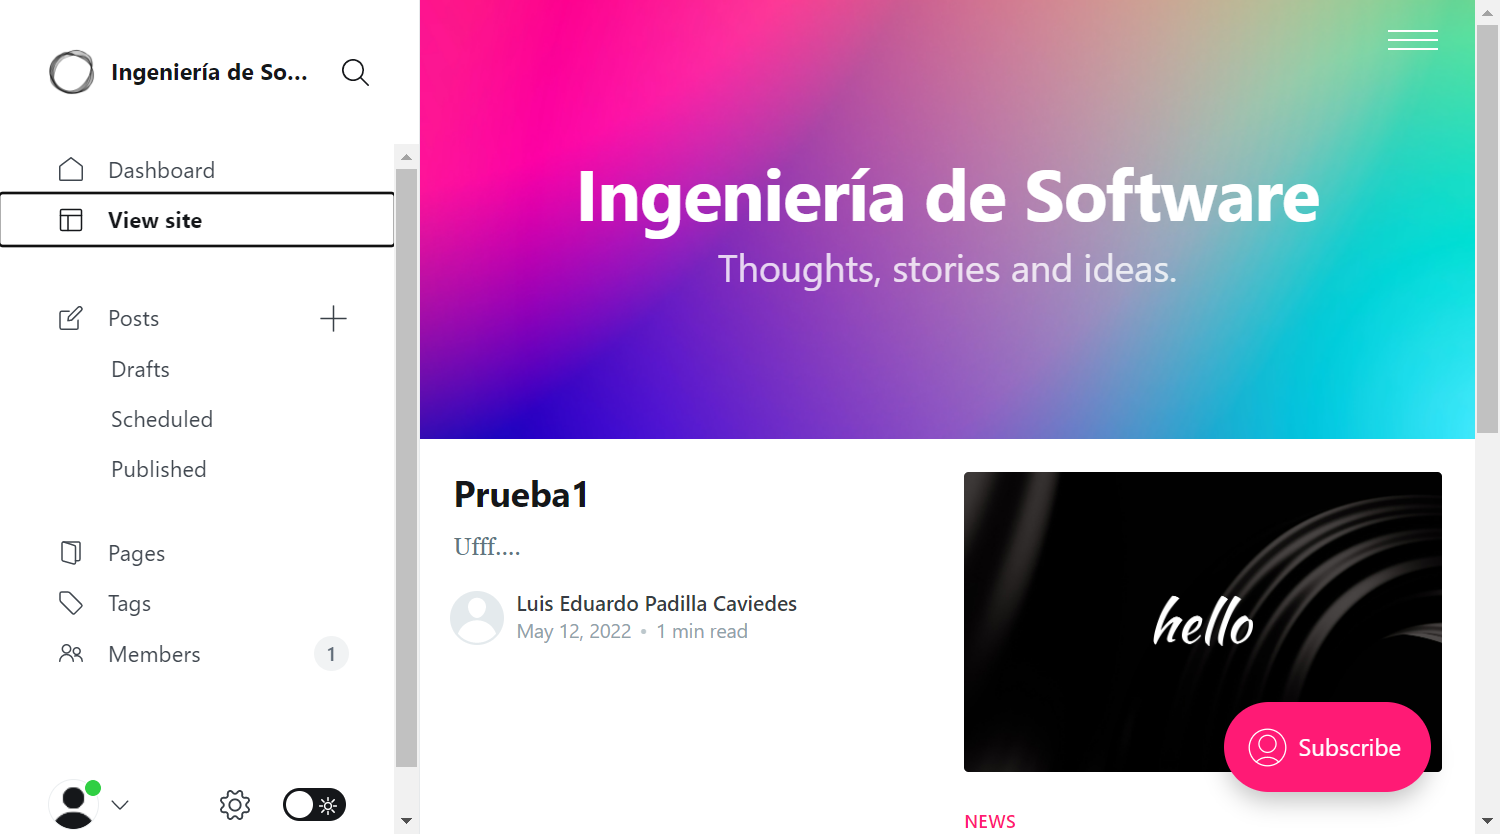 Ingeniería de So...
Dashboard
View site
Posts
Drafts
Scheduled
Published
Pages
Tags
Members
1
Ingeniería de Software
Thoughts, stories and ideas.
Prueba1
Ufff....
Luis Eduardo Padilla Caviedes
May 12, 2022 • 1 min read
hello
Subscribe
NEWS